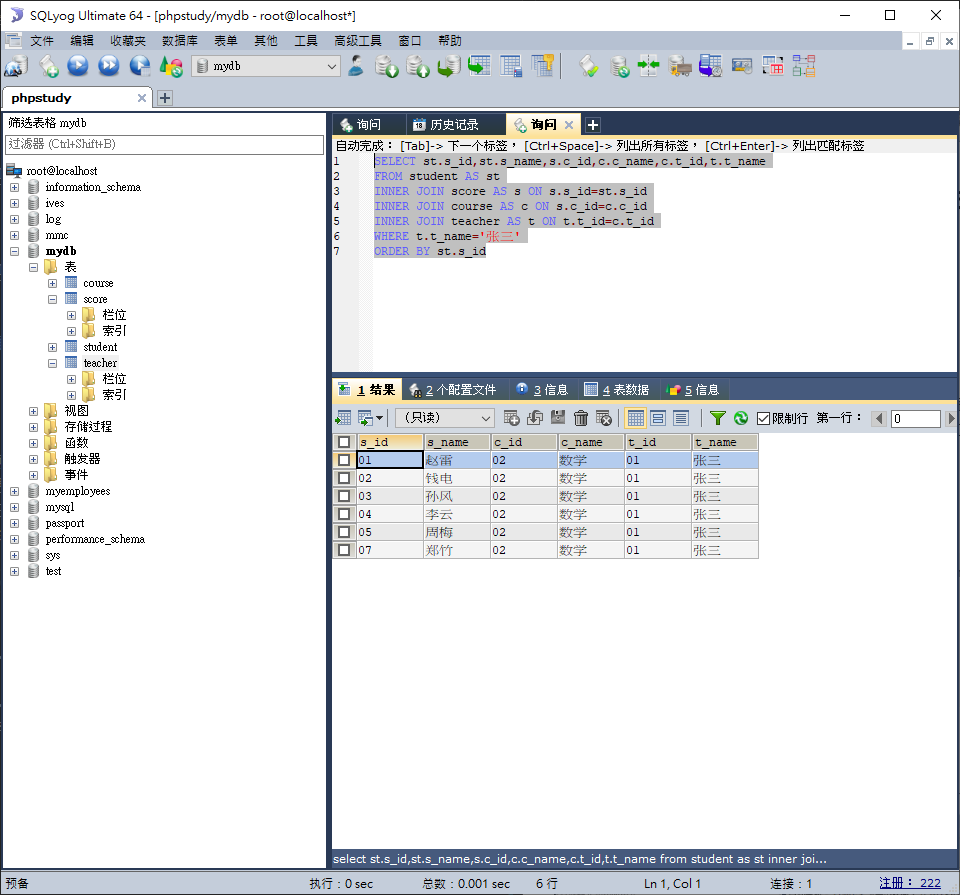 SQLyog Ultimate 64 - [phpstudy/mydb - root@localhost*]
文件 编辑 收藏夹 数据库 表单 其他 工具 高级工具 窗口 帮助
mydb
phpstudy
筛选表格 mydb
过滤器 (Ctrl+Shift+B)
root@localhost
information_schema
ives
log
mmc
mydb
表
course
score
栏位
索引
student
teacher
栏位
索引
视图
存储过程
函数
触发器
事件
myemployees
mysql
passport
performance_schema
sys
test
询问 历史记录 询问
自动完成： [Tab]-> 下一个标签， [Ctrl+Space]-> 列出所有标签， [Ctrl+Enter]-> 列出匹配标签
1 SELECT st.s_id,st.s_name,s.c_id,c.c_name,c.t_id,t.t_name
2 FROM student AS st
3 INNER JOIN score AS s ON s.s_id=st.s_id
4 INNER JOIN course AS c ON s.c_id=c.c_id
5 INNER JOIN teacher AS t ON t.t_id=c.t_id
6 WHERE t.t_name='张三'
7 ORDER BY st.s_id
1 结果 2 个配置文件 3 信息 4 表数据 5 信息
（只读） 限制行 第一行： 0
s_id s_name c_id c_name t_id t_name
01 赵雷 02 数学 01 张三
02 钱电 02 数学 01 张三
03 孙风 02 数学 01 张三
04 李云 02 数学 01 张三
05 周梅 02 数学 01 张三
07 郑竹 02 数学 01 张三
select st.s_id,st.s_name,s.c_id,c.c_name,c.t_id,t.t_name from student as st inner joi...
预备 执行：0 sec 总数：0.001 sec 6 行 Ln 1, Col 1 连接：1 注册： 222